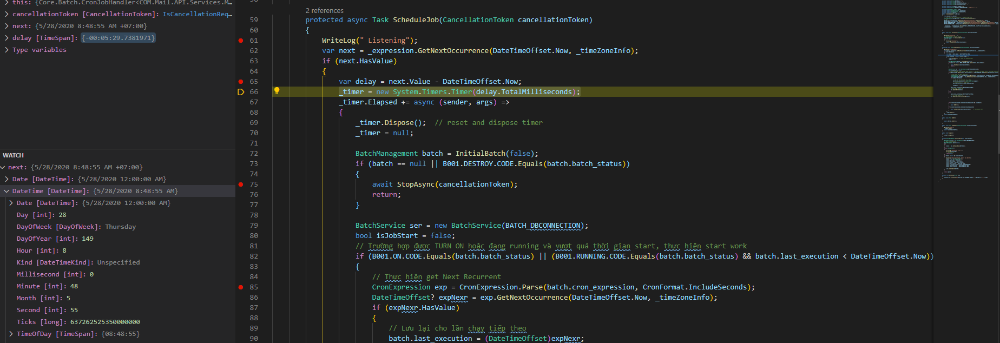 this: {Core.Batch.CronJobHandler<COM.Mail.API.Services.M…
cancellationToken [CancellationToken]: IsCancellationReq…
next: {5/28/2020 8:48:55 AM +07:00}
delay [TimeSpan]: {-00:05:29.7381971}
Type variables
WATCH
next: {5/28/2020 8:48:55 AM +07:00}
Date [DateTime]: {5/28/2020 12:00:00 AM}
DateTime [DateTime]: {5/28/2020 8:48:55 AM}
Date [DateTime]: {5/28/2020 12:00:00 AM}
Day [int]: 28
DayOfWeek [DayOfWeek]: Thursday
DayOfYear [int]: 149
Hour [int]: 8
Kind [DateTimeKind]: Unspecified
Millisecond [int]: 0
Minute [int]: 48
Month [int]: 5
Second [int]: 55
Ticks [long]: 637262525350000000
TimeOfDay [TimeSpan]: {08:48:55}
2 references
59 protected async Task ScheduleJob(CancellationToken cancellationToken)
60 {
61 WriteLog(" Listening");
62 var next = _expression.GetNextOccurrence(DateTimeOffset.Now, _timeZoneInfo);
63 if (next.HasValue)
64 {
65 var delay = next.Value - DateTimeOffset.Now;
66 _timer = new System.Timers.Timer(delay.TotalMilliseconds);
67 _timer.Elapsed += async (sender, args) =>
68 {
69 _timer.Dispose();  // reset and dispose timer
70 _timer = null;
71
72 BatchManagement batch = InitialBatch(false);
73 if (batch == null || B001.DESTROY.CODE.Equals(batch.batch_status))
74 {
75 await StopAsync(cancellationToken);
76 return;
77 }
78
79 BatchService ser = new BatchService(BATCH_DBCONNECTION);
80 bool isJobStart = false;
81 // Trường hợp được TURN ON hoặc đang running và vượt quá thời gian start, thực hiện start work
82 if (B001.ON.CODE.Equals(batch.batch_status) || (B001.RUNNING.CODE.Equals(batch.batch_status) && batch.last_execution < DateTimeOffset.Now))
83 {
84 // Thực hiện get Next Recurrent
85 CronExpression exp = CronExpression.Parse(batch.cron_expression, CronFormat.IncludeSeconds);
86 DateTimeOffset? expNexr = exp.GetNextOccurrence(DateTimeOffset.Now, _timeZoneInfo);
87 if (expNexr.HasValue)
88 {
89 // Lưu lại cho lần chạy tiếp theo
90 batch.last_execution = (DateTimeOffset)expNexr;